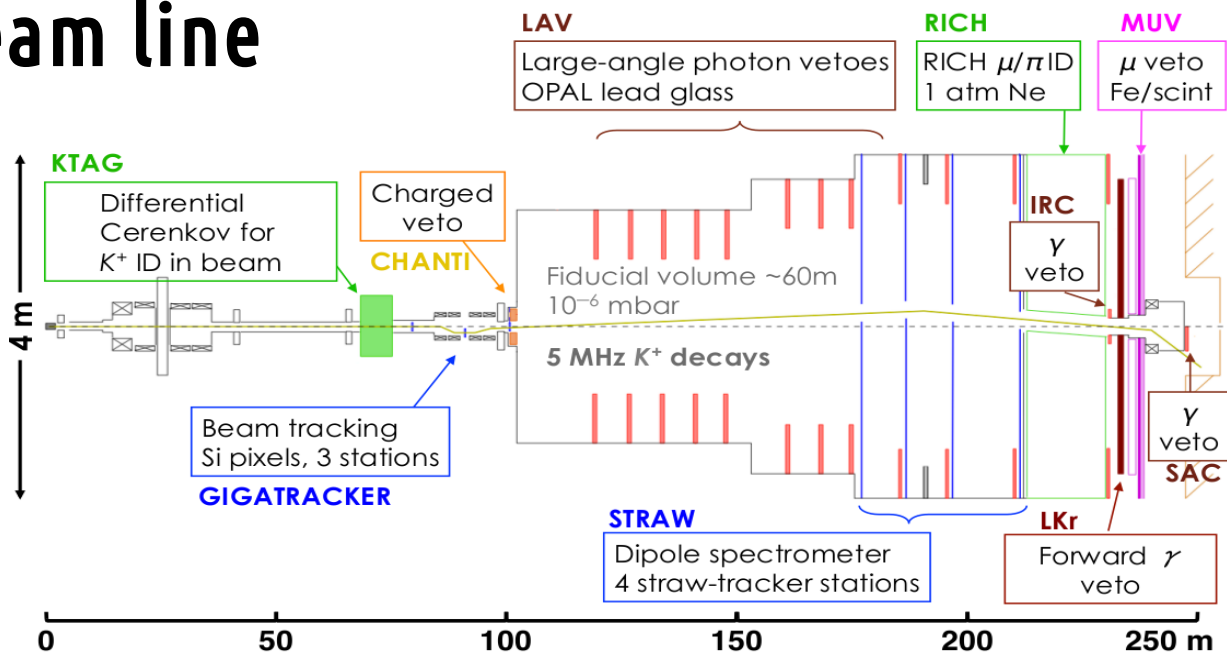 eam line
LAV
Large-angle photon vetoes
OPAL lead glass
RICH
RICH μ/π ID
1 atm Ne
MUV
μ veto
Fe/scint
KTAG
Differential
Cerenkov for
K⁺ ID in beam
Charged
veto
CHANTI
Fiducial volume ~60m
10⁻⁶ mbar
5 MHz K⁺ decays
IRC
γ
veto
4 m
Beam tracking
Si pixels, 3 stations
GIGATRACKER
γ
veto
SAC
STRAW
Dipole spectrometer
4 straw-tracker stations
LKr
Forward γ
veto
0 50 100 150 200 250 m